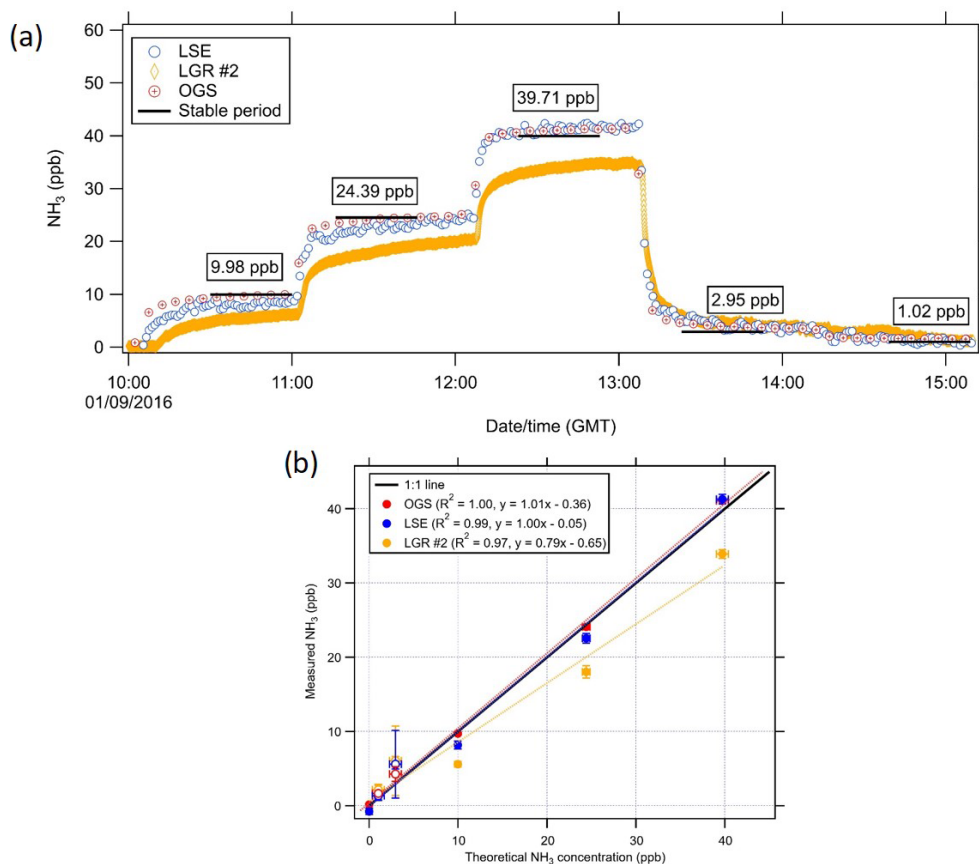 (a)
60
50
40
30
20
10
0
NH3 (ppb)
LSE
LGR #2
OGS
Stable period
9.98 ppb
24.39 ppb
39.71 ppb
2.95 ppb
1.02 ppb
10:00 11:00 12:00 13:00 14:00 15:00
01/09/2016
Date/time (GMT)
(b)
40
30
20
10
0
Measured NH3 (ppb)
1:1 line
OGS (R2 = 1.00, y = 1.01x - 0.36)
LSE (R2 = 0.99, y = 1.00x - 0.05)
LGR #2 (R2 = 0.97, y = 0.79x - 0.65)
0 10 20 30 40
Theoretical NH3 concentration (ppb)